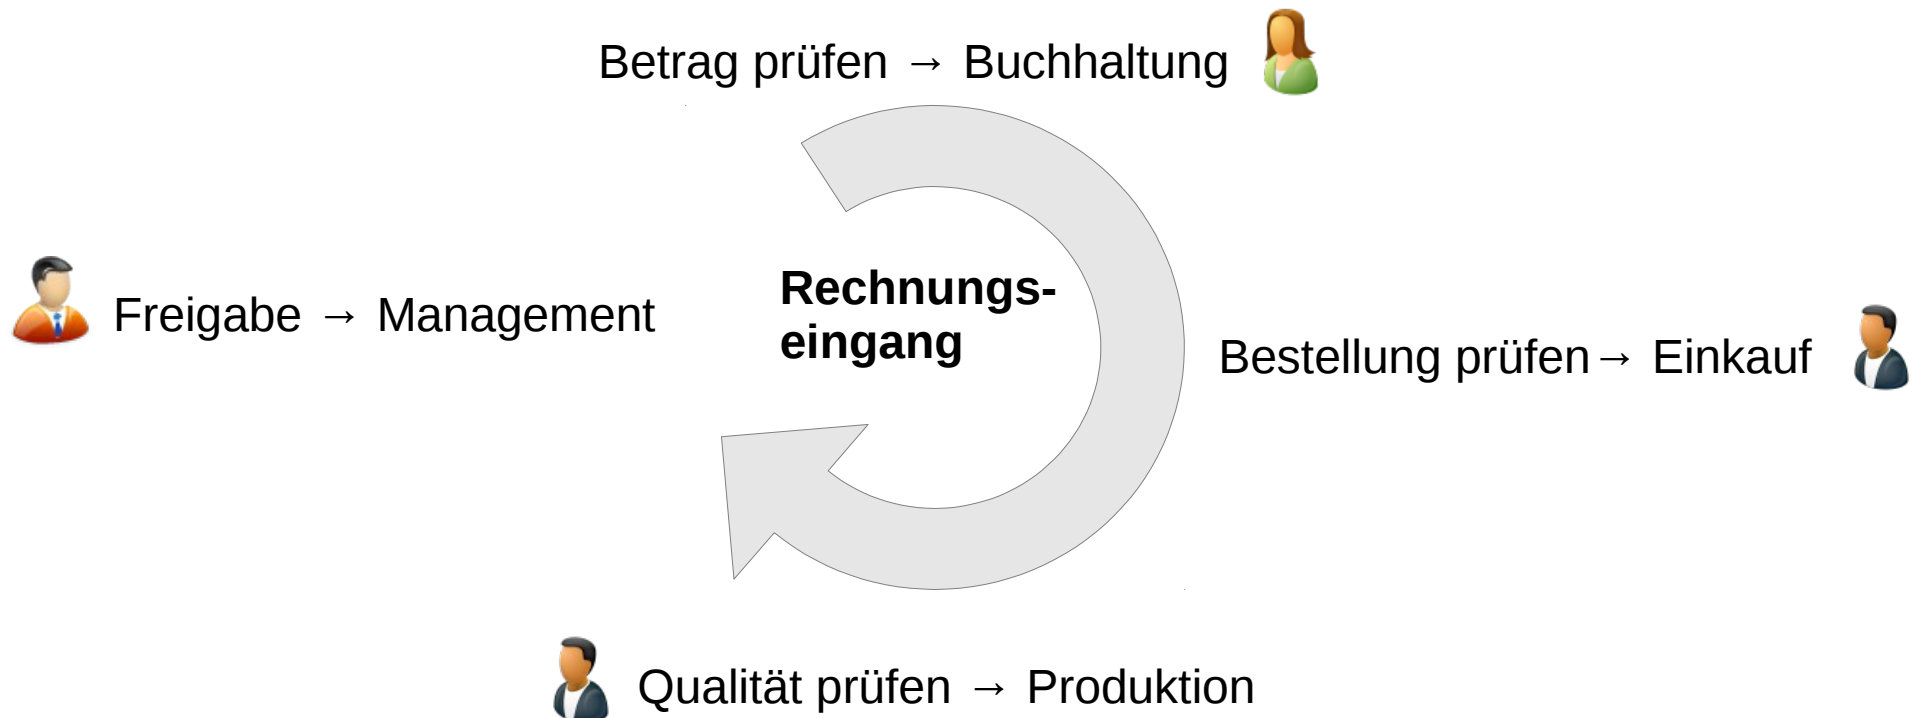 Betrag prüfen → Buchhaltung
Rechnungs-
eingang
Freigabe → Management
Bestellung prüfen→ Einkauf
Qualität prüfen → Produktion